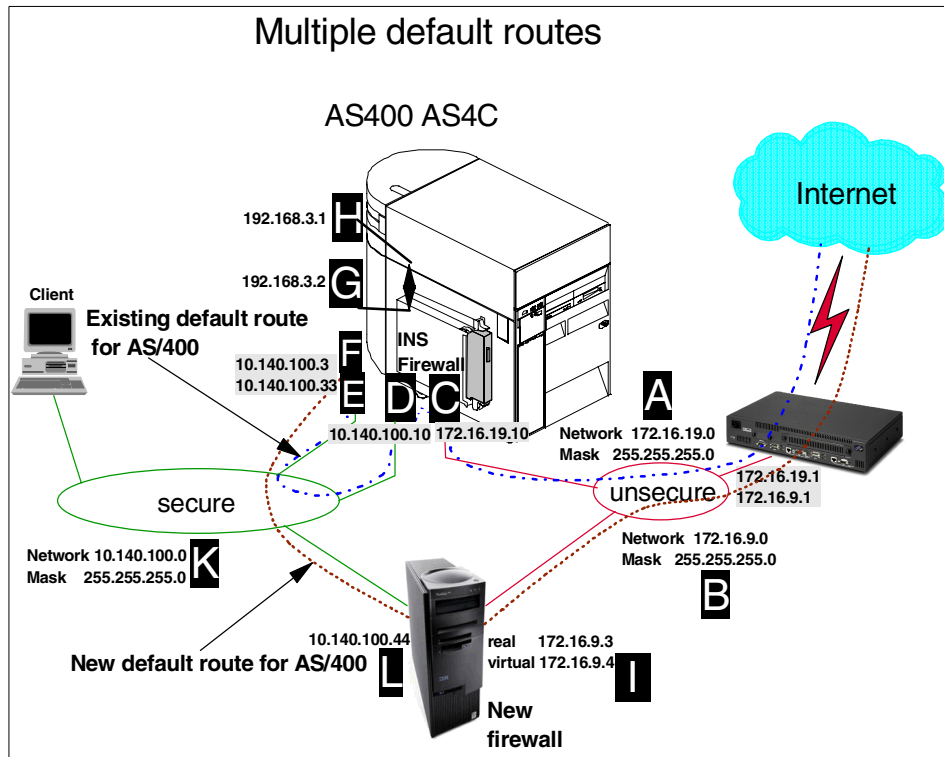 Multiple default routes
AS400 AS4C
Internet
192.168.3.1
H
192.168.3.2
G
Client
Existing default route
for AS/400
INS
Firewall
10.140.100.3
F
10.140.100.33
E
D
C
A
10.140.100.10
172.16.19.10
Network 172.16.19.0
Mask 255.255.255.0
172.16.19.1
172.16.9.1
secure
unsecure
Network 10.140.100.0
Mask 255.255.255.0
K
Network 172.16.9.0
Mask 255.255.255.0
B
10.140.100.44
real 172.16.9.3
virtual 172.16.9.4
New default route for AS/400
L
I
New
firewall